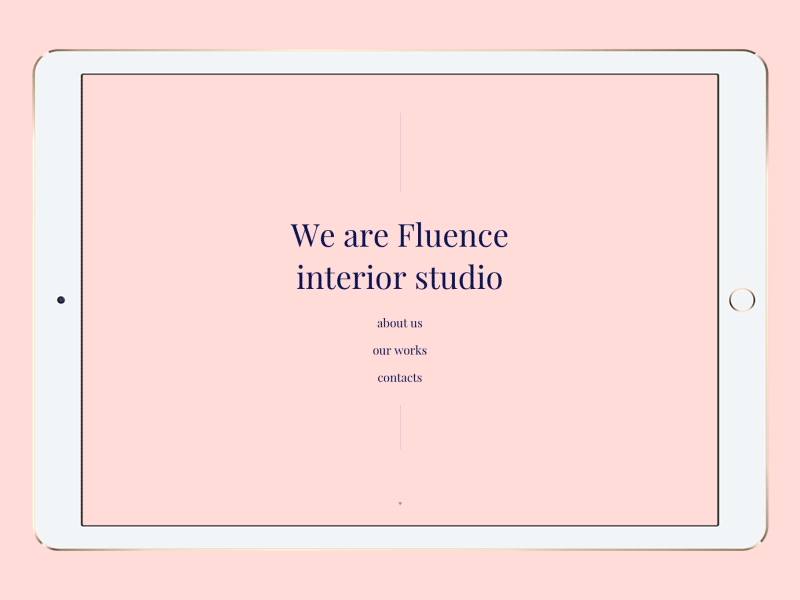 We are Fluence
interior studio
about us
our works
contacts